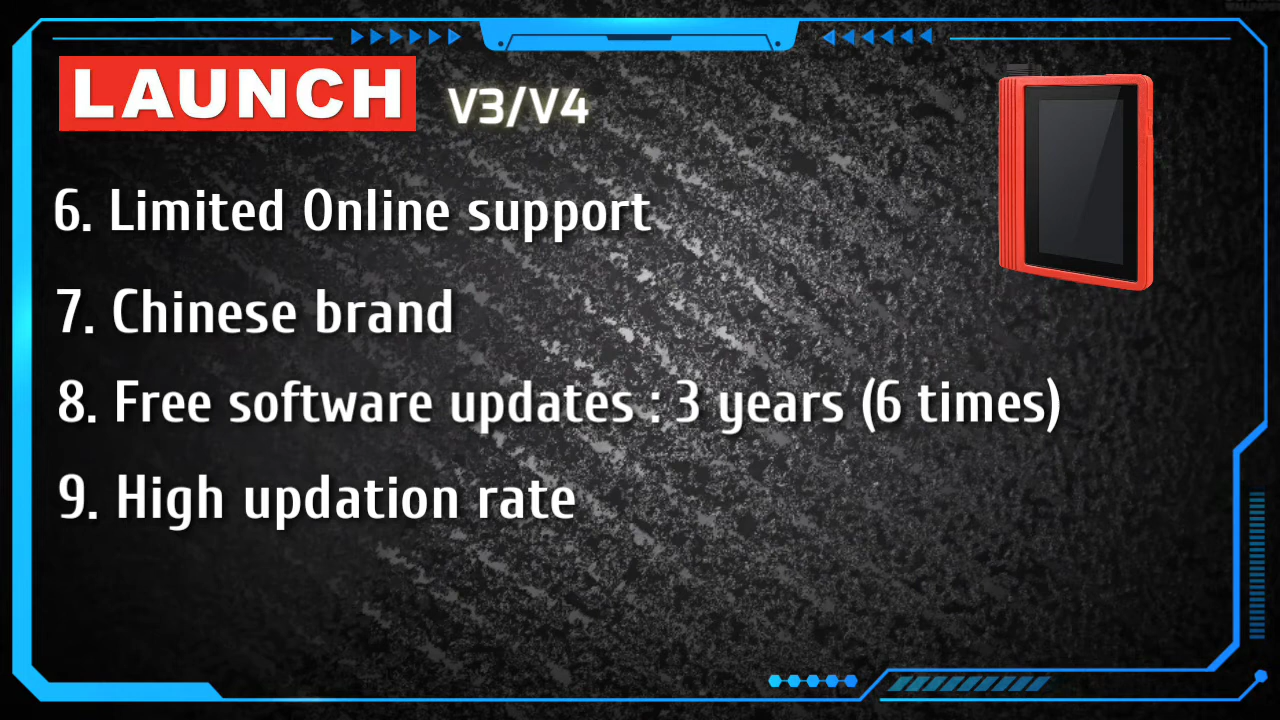 LAUNCH V3/V4
6. Limited Online support
7. Chinese brand
8. Free software updates : 3 years (6 times)
9. High updation rate